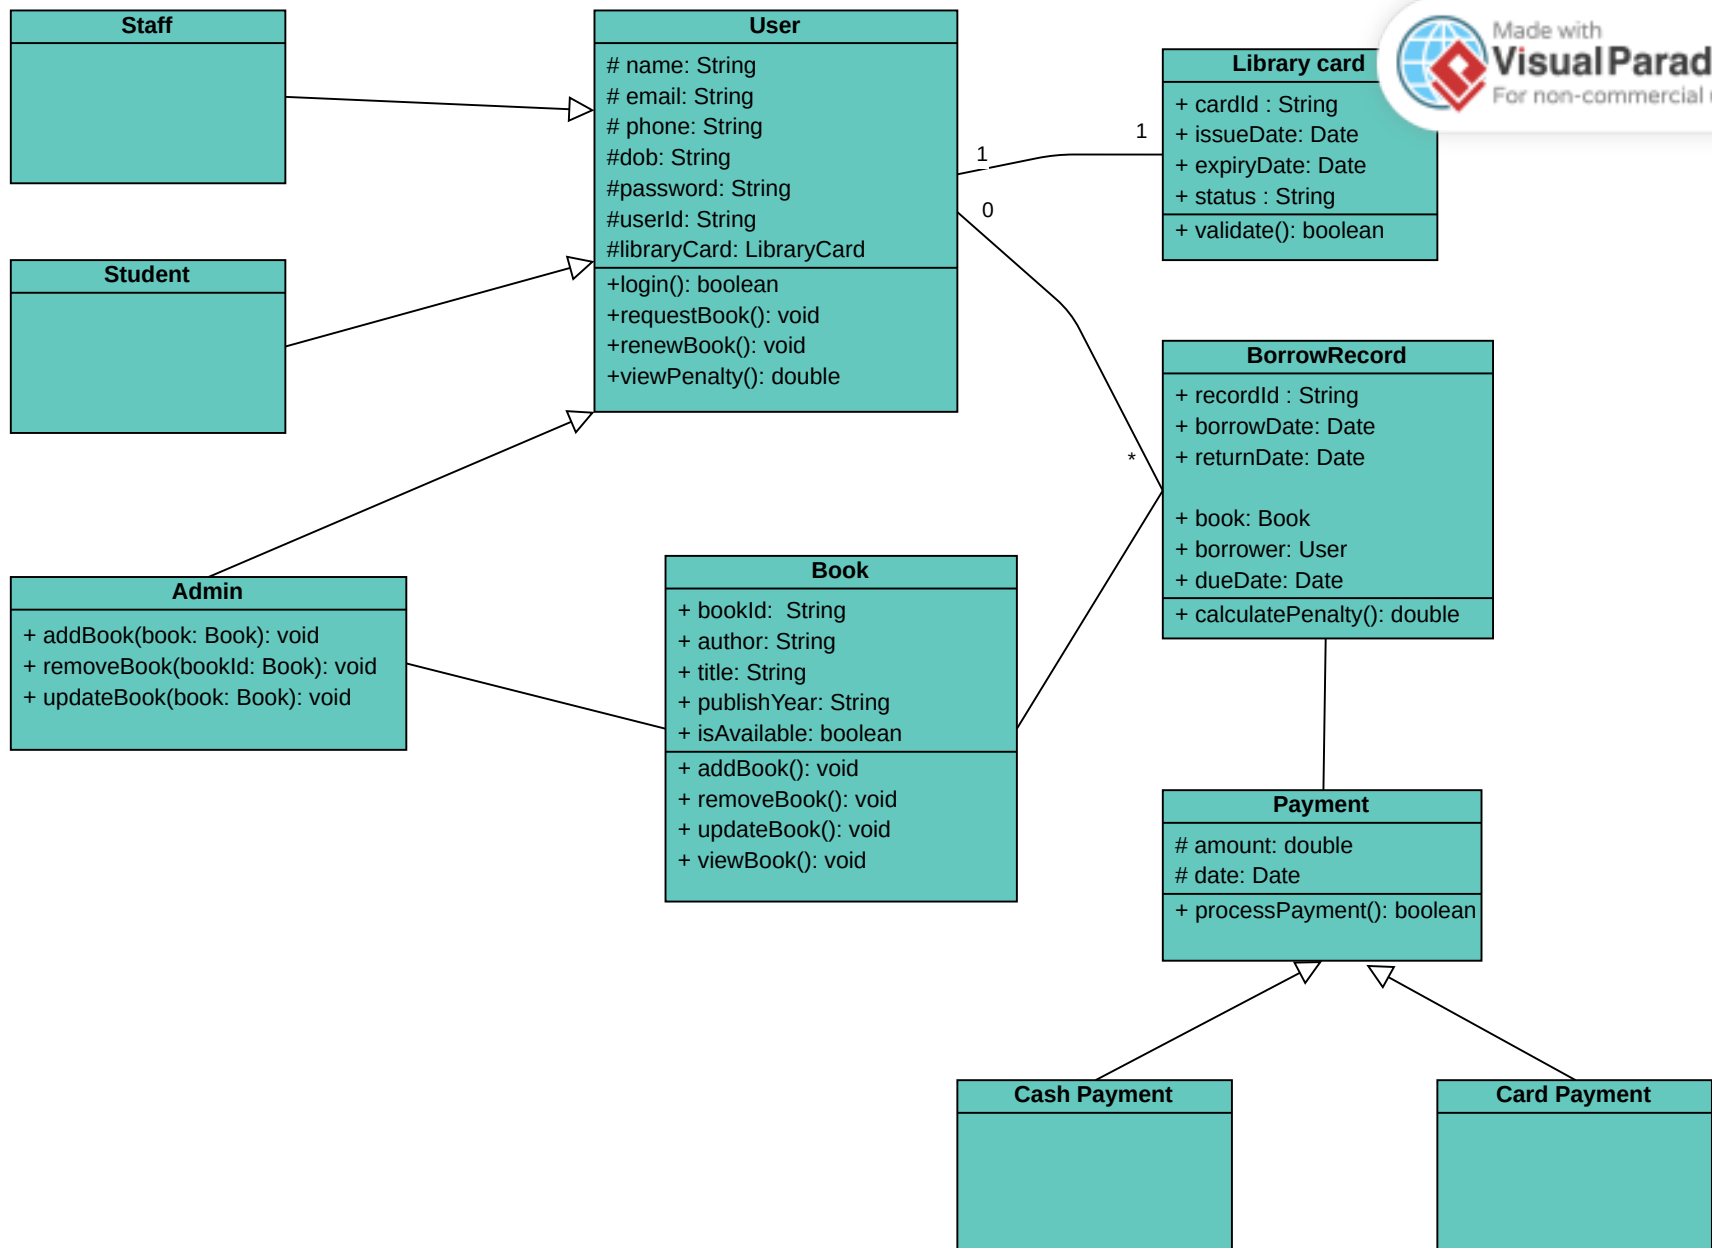 Staff
User
# name: String
# email: String
# phone: String
#dob: String
#password: String
#userId: String
#libraryCard: LibraryCard
+login(): boolean
+requestBook(): void
+renewBook(): void
+viewPenalty(): double
Made with
Visual Parad
For non-commercial
Library card
+ cardId : String
+ issueDate: Date
+ expiryDate: Date
+ status : String
+ validate(): boolean
1
1
0
*
Student
BorrowRecord
+ recordId : String
+ borrowDate: Date
+ returnDate: Date
+ book: Book
+ borrower: User
+ dueDate: Date
+ calculatePenalty(): double
Admin
+ addBook(book: Book): void
+ removeBook(bookId: Book): void
+ updateBook(book: Book): void
Book
+ bookId:  String
+ author: String
+ title: String
+ publishYear: String
+ isAvailable: boolean
+ addBook(): void
+ removeBook(): void
+ updateBook(): void
+ viewBook(): void
Payment
# amount: double
# date: Date
+ processPayment(): boolean
Cash Payment
Card Payment